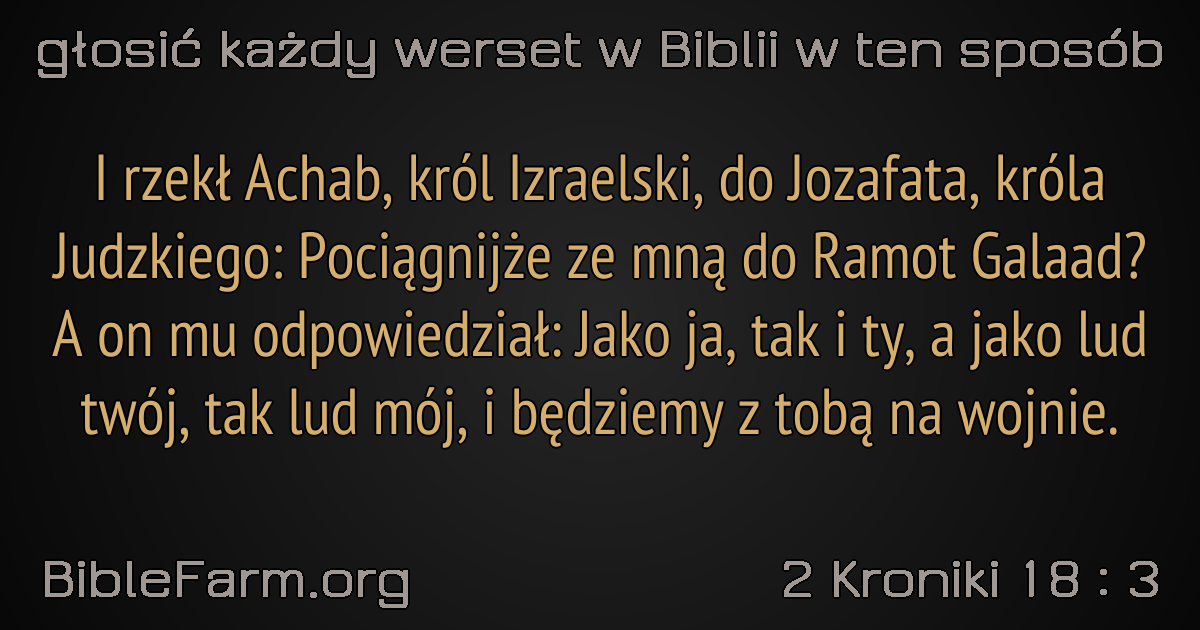 głosić każdy werset w Biblii w ten sposób
I rzekł Achab, król Izraelski, do Jozafata, króla
Judzkiego: Pociągnijże ze mną do Ramot Galaad?
A on mu odpowiedział: Jako ja, tak i ty, a jako lud
twój, tak lud mój, i będziemy z tobą na wojnie.
BibleFarm.org
2 Kroniki 18 : 3